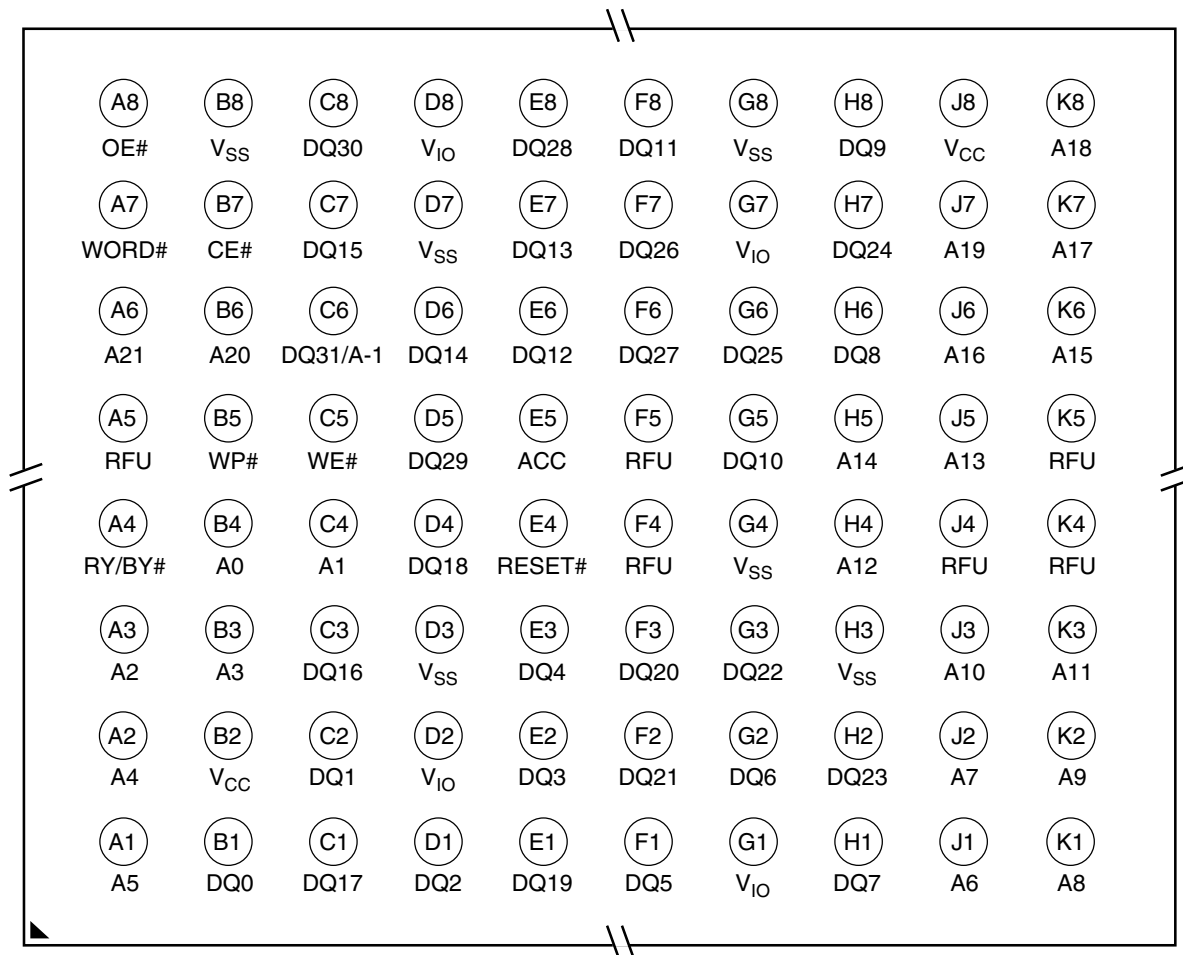 A8 B8 C8 D8 E8 F8 G8 H8 J8 K8
OE# VSS DQ30 VIO DQ28 DQ11 VSS DQ9 VCC A18
A7 B7 C7 D7 E7 F7 G7 H7 J7 K7
WORD# CE# DQ15 VSS DQ13 DQ26 VIO DQ24 A19 A17
A6 B6 C6 D6 E6 F6 G6 H6 J6 K6
A21 A20 DQ31/A-1 DQ14 DQ12 DQ27 DQ25 DQ8 A16 A15
A5 B5 C5 D5 E5 F5 G5 H5 J5 K5
RFU WP# WE# DQ29 ACC RFU DQ10 A14 A13 RFU
A4 B4 C4 D4 E4 F4 G4 H4 J4 K4
RY/BY# A0 A1 DQ18 RESET# RFU VSS A12 RFU RFU
A3 B3 C3 D3 E3 F3 G3 H3 J3 K3
A2 A3 DQ16 VSS DQ4 DQ20 DQ22 VSS A10 A11
A2 B2 C2 D2 E2 F2 G2 H2 J2 K2
A4 VCC DQ1 VIO DQ3 DQ21 DQ6 DQ23 A7 A9
A1 B1 C1 D1 E1 F1 G1 H1 J1 K1
A5 DQ0 DQ17 DQ2 DQ19 DQ5 VIO DQ7 A6 A8